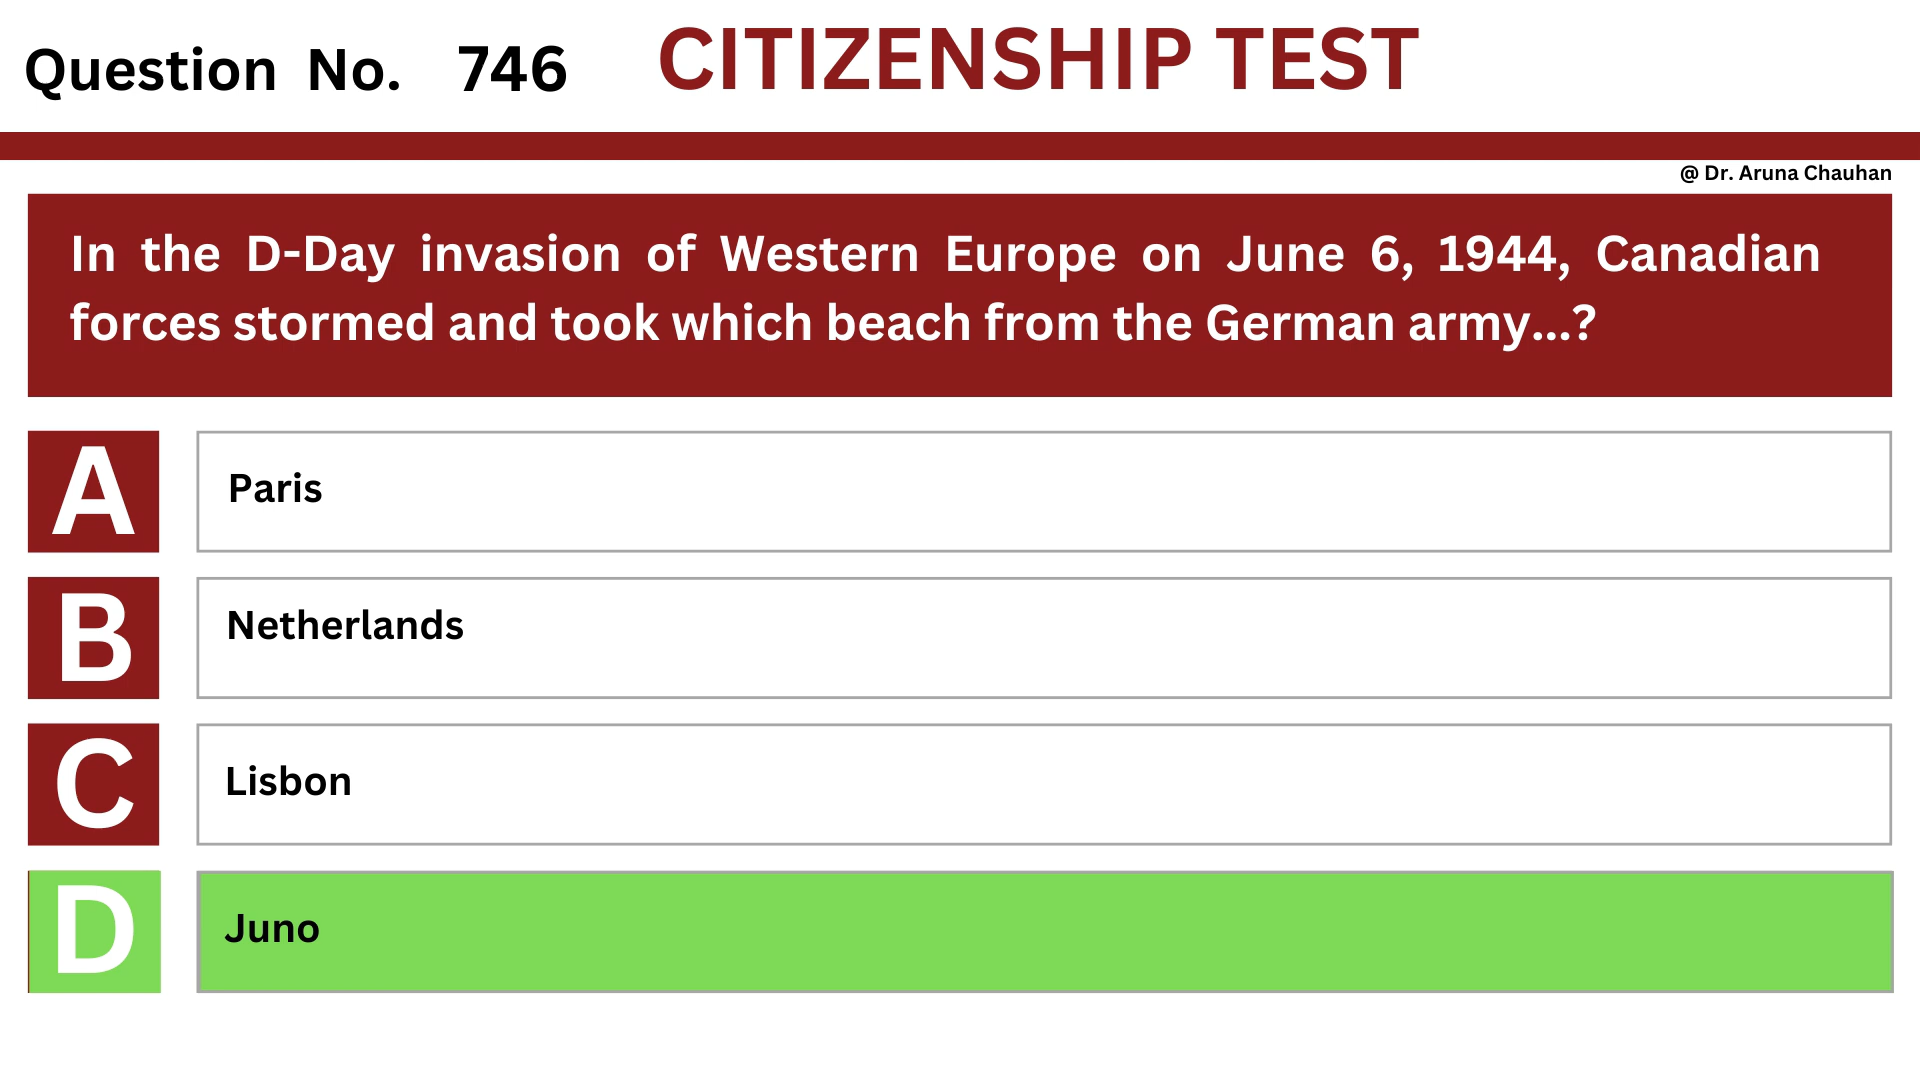 Question No. 746 CITIZENSHIP TEST
@ Dr. Aruna Chauhan
In the D-Day invasion of Western Europe on June 6, 1944, Canadian
forces stormed and took which beach from the German army...?
A Paris
B Netherlands
C Lisbon
D Juno